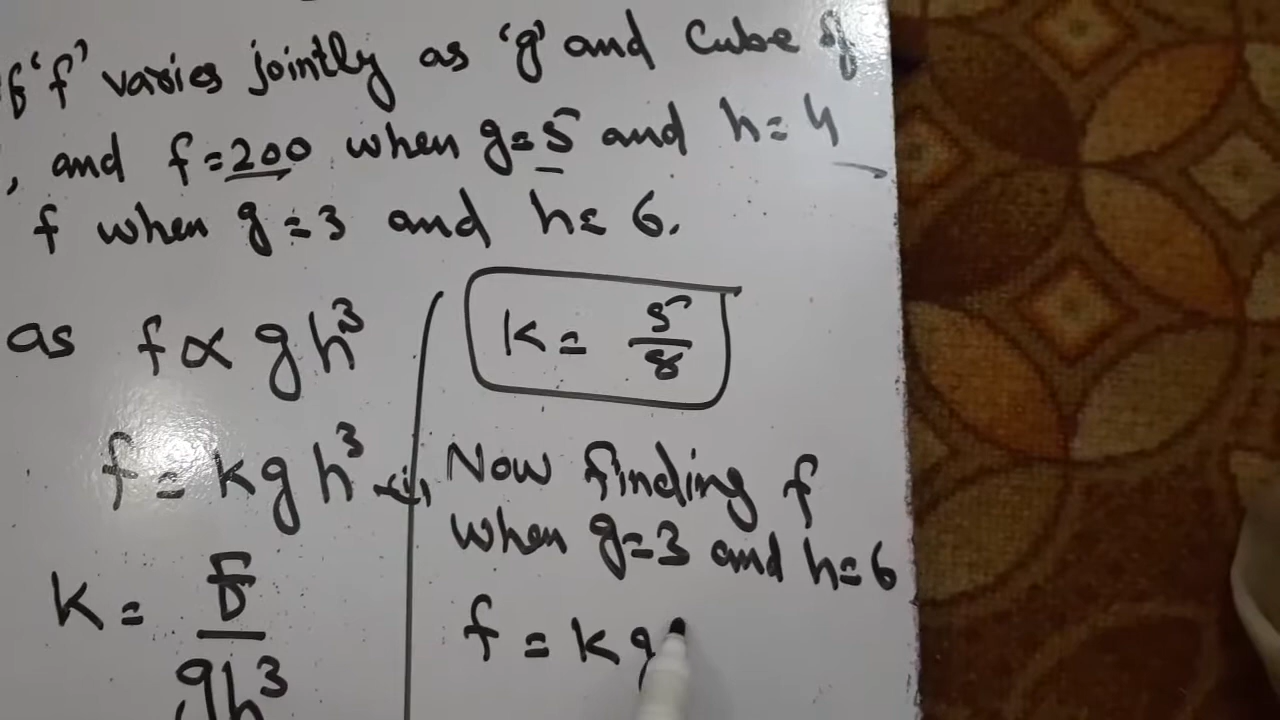 'f' varies jointly as 'g' and Cube of
, and f=200 when g=5 and h=4
f when g=3 and h=6.
as f∝gh³
f=kgh³
K=f/gh³
K=5/8
Now finding f
when g=3 and h=6
f=kg